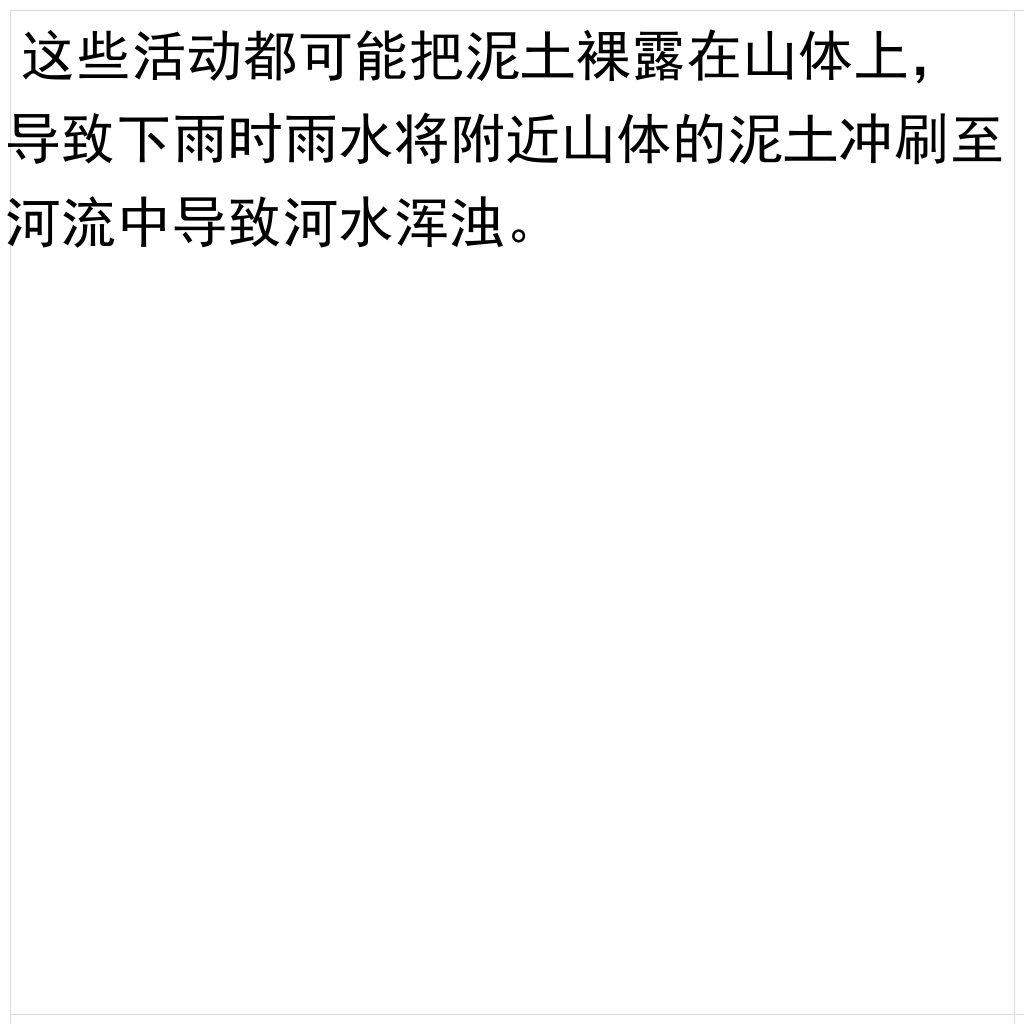 这些活动都可能把泥土裸露在山体上，
导致下雨时雨水将附近山体的泥土冲刷至
河流中导致河水浑浊。